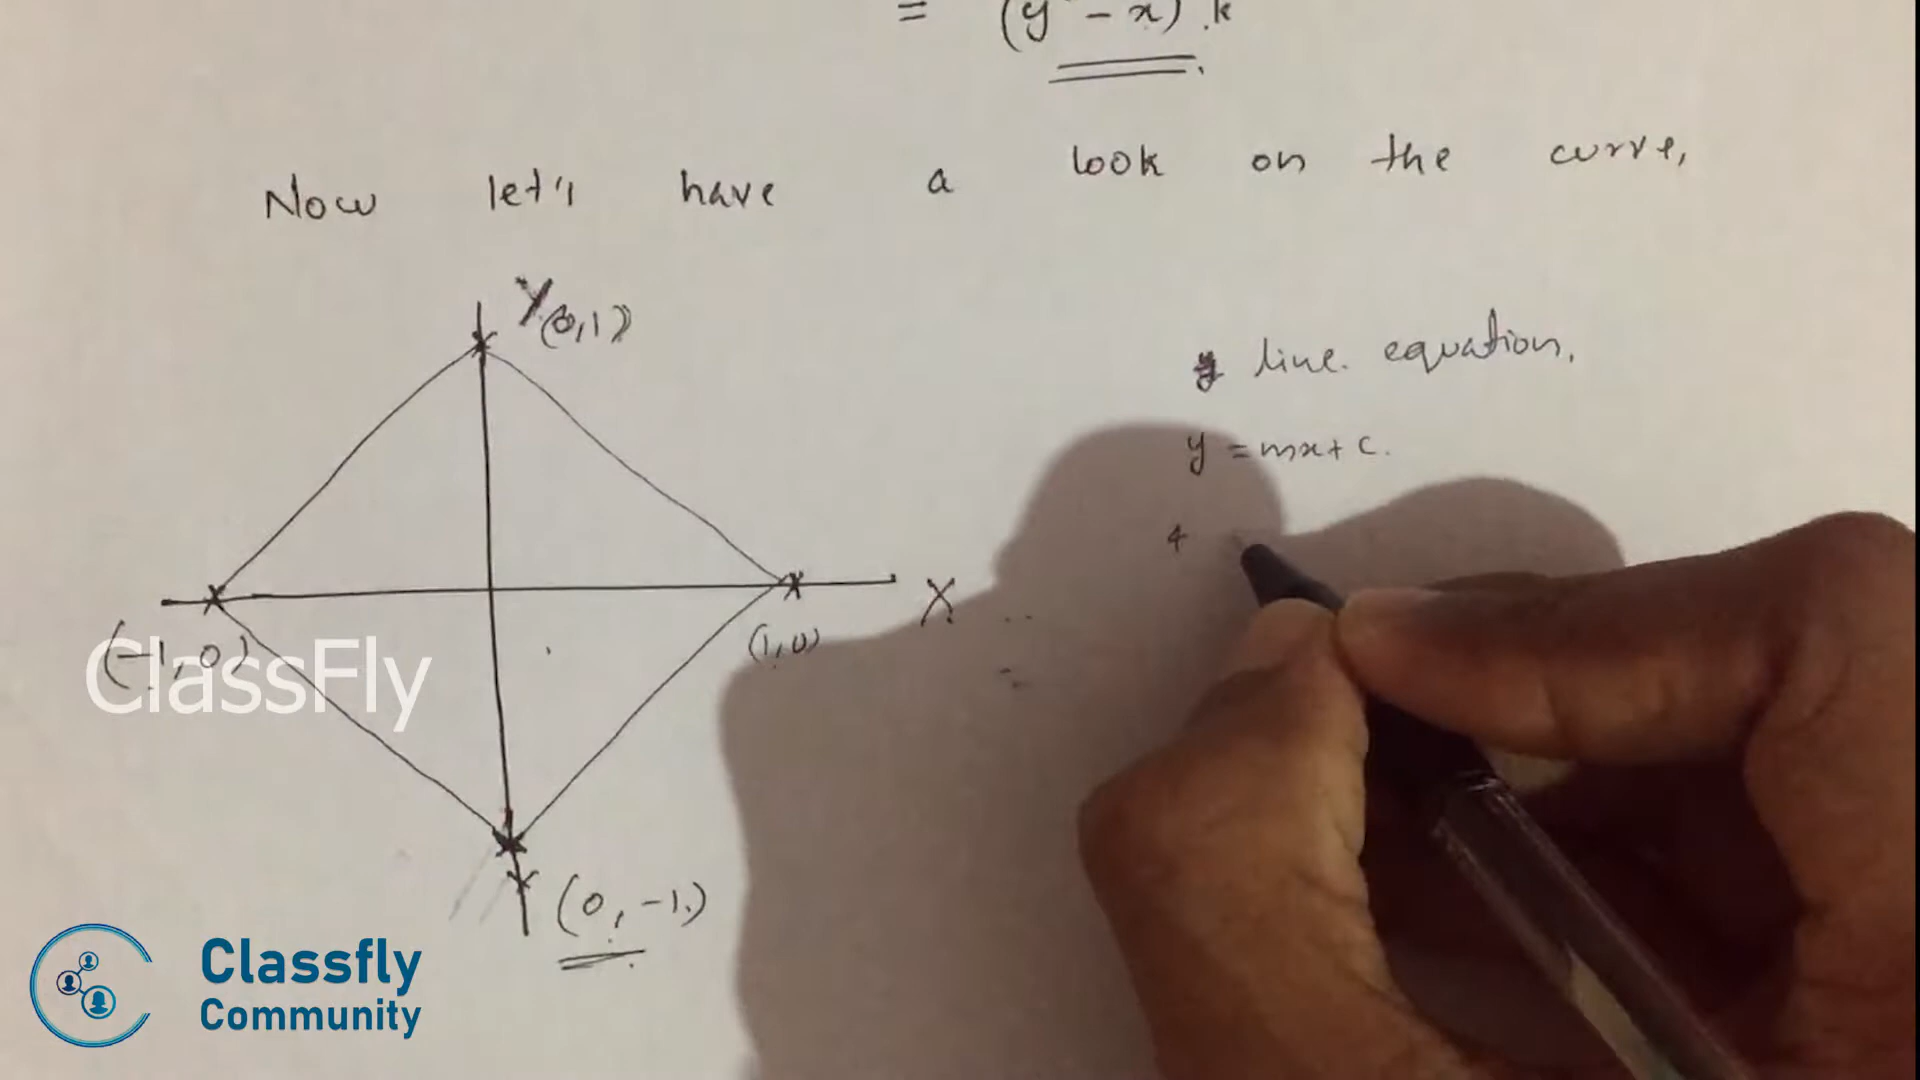 = (y - x) .k
Now let's have a look on the curve,
Y (0,1)
line. equation.
y = mx + c.
4
X
(-1, 0)
(1, 0)
ClassFly
(0, -1.)
Classfly
Community